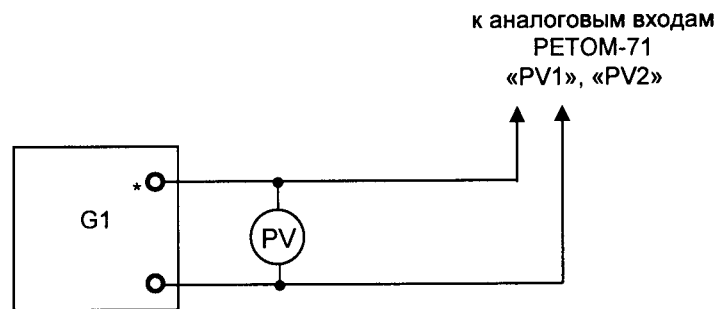 к аналоговым входам
РЕТОМ-71
«PV1», «PV2»
*
G1
PV